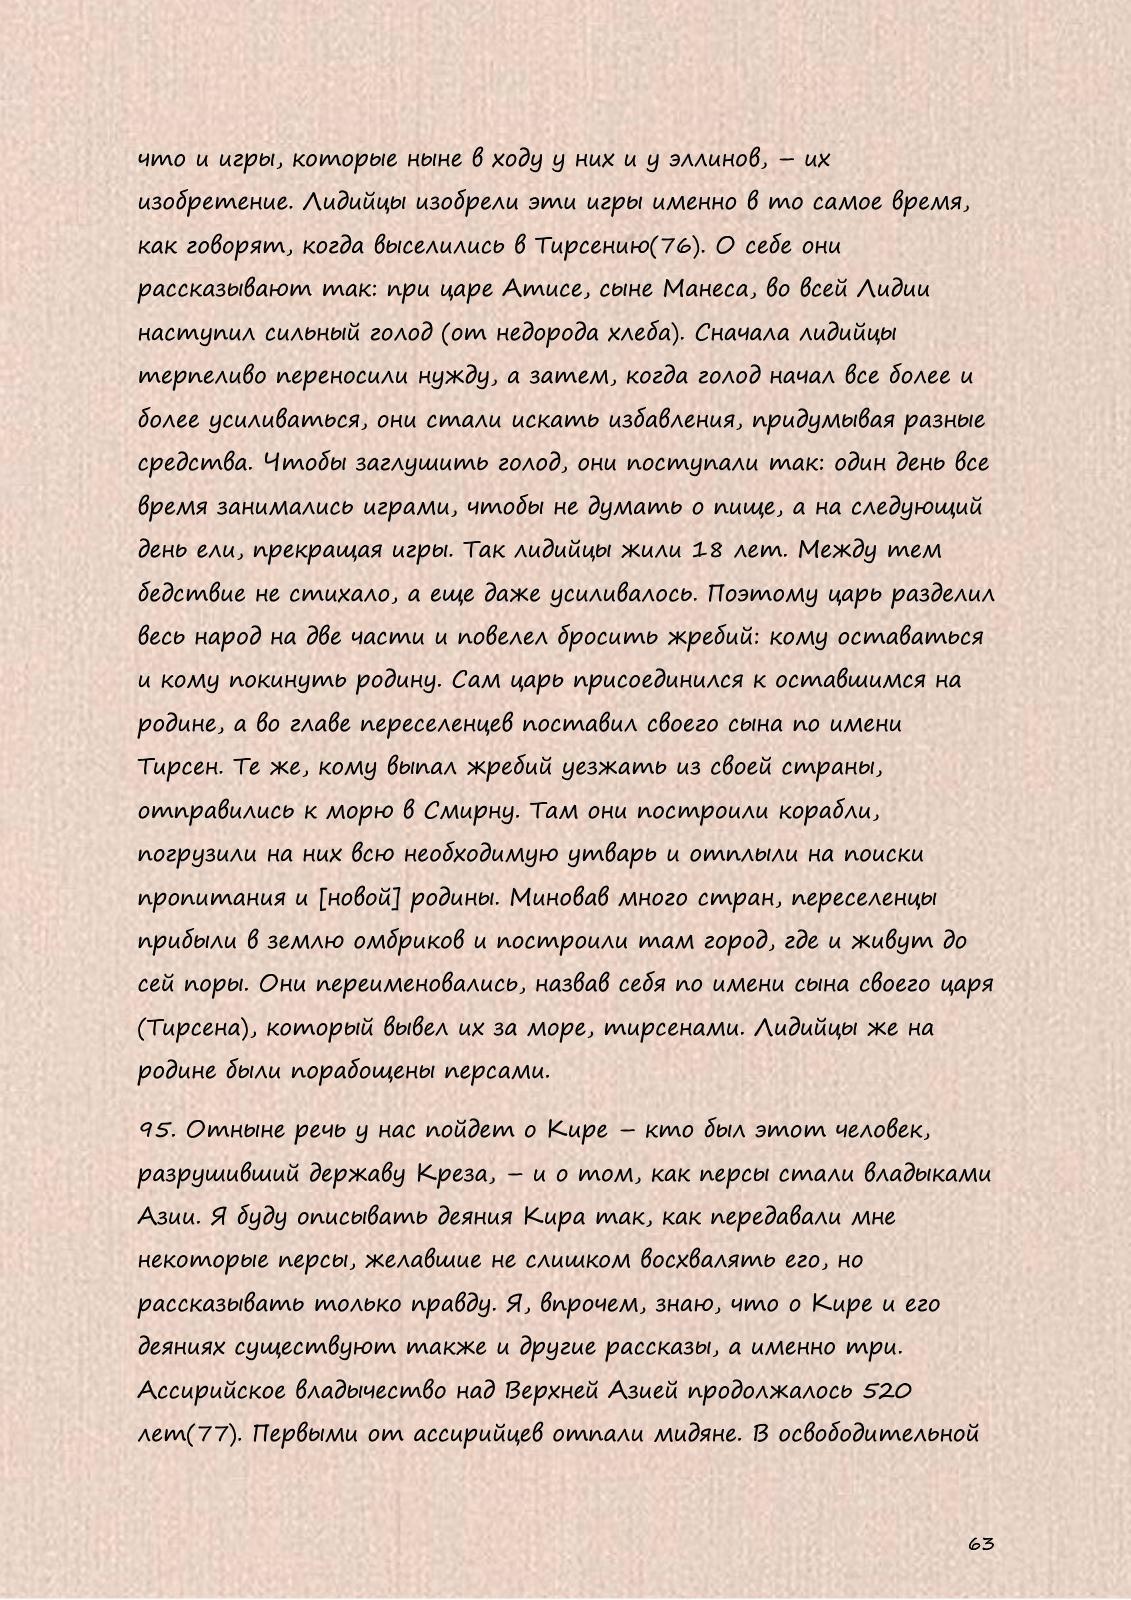 что и игры, которые ныне в ходу у них и у эллинов, – их
изобретение. Лидийцы изобрели эти игры именно в то самое время,
как говорят, когда выселились в Тирсению(76). О себе они
рассказывают так: при царе Атисе, сыне Манеса, во всей Лидии
наступил сильный голод (от недорода хлеба). Сначала лидийцы
терпеливо переносили нужду, а затем, когда голод начал все более и
более усиливаться, они стали искать избавления, придумывая разные
средства. Чтобы заглушить голод, они поступали так: один день все
время занимались играми, чтобы не думать о пище, а на следующий
день ели, прекращая игры. Так лидийцы жили 18 лет. Между тем
бедствие не стихало, а еще даже усиливалось. Поэтому царь разделил
весь народ на две части и повелел бросить жребий: кому оставаться
и кому покинуть родину. Сам царь присоединился к оставшимся на
родине, а во главе переселенцев поставил своего сына по имени
Тирсен. Те же, кому выпал жребий уезжать из своей страны,
отправились к морю в Смирну. Там они построили корабли,
погрузили на них всю необходимую утварь и отплыли на поиски
пропитания и [новой] родины. Миновав много стран, переселенцы
прибыли в землю омбриков и построили там город, где и живут до
сей поры. Они переименовались, назвав себя по имени сына своего царя
(Тирсена), который вывел их за море, тирсенами. Лидийцы же на
родине были порабощены персами.
95. Отныне речь у нас пойдет о Кире – кто был этот человек,
разрушивший державу Креза, – и о том, как персы стали владыками
Азии. Я буду описывать деяния Кира так, как передавали мне
некоторые персы, желавшие не слишком восхвалять его, но
рассказывать только правду. Я, впрочем, знаю, что о Кире и его
деяниях существуют также и другие рассказы, а именно три.
Ассирийское владычество над Верхней Азией продолжалось 520
лет(77). Первыми от ассирийцев отпали мидяне. В освободительной
63